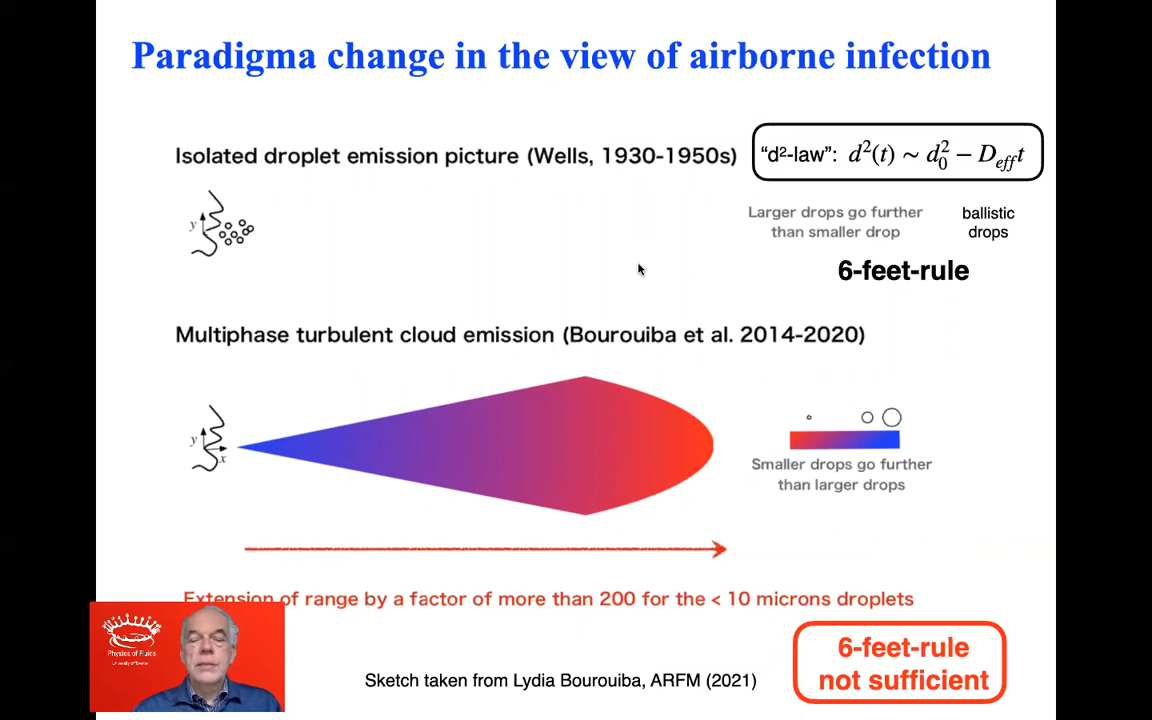 Paradigma change in the view of airborne infection
Isolated droplet emission picture (Wells, 1930-1950s)
“d²-law”: d²(t) ~ d₀² − D_eff t
y
Larger drops go further
than smaller drop
ballistic
drops
6-feet-rule
Multiphase turbulent cloud emission (Bourouiba et al. 2014-2020)
y
x
Smaller drops go further
than larger drops
Extension of range by a factor of more than 200 for the < 10 microns droplets
Physics of Fluids
University of Twente
6-feet-rule
not sufficient
Sketch taken from Lydia Bourouiba, ARFM (2021)